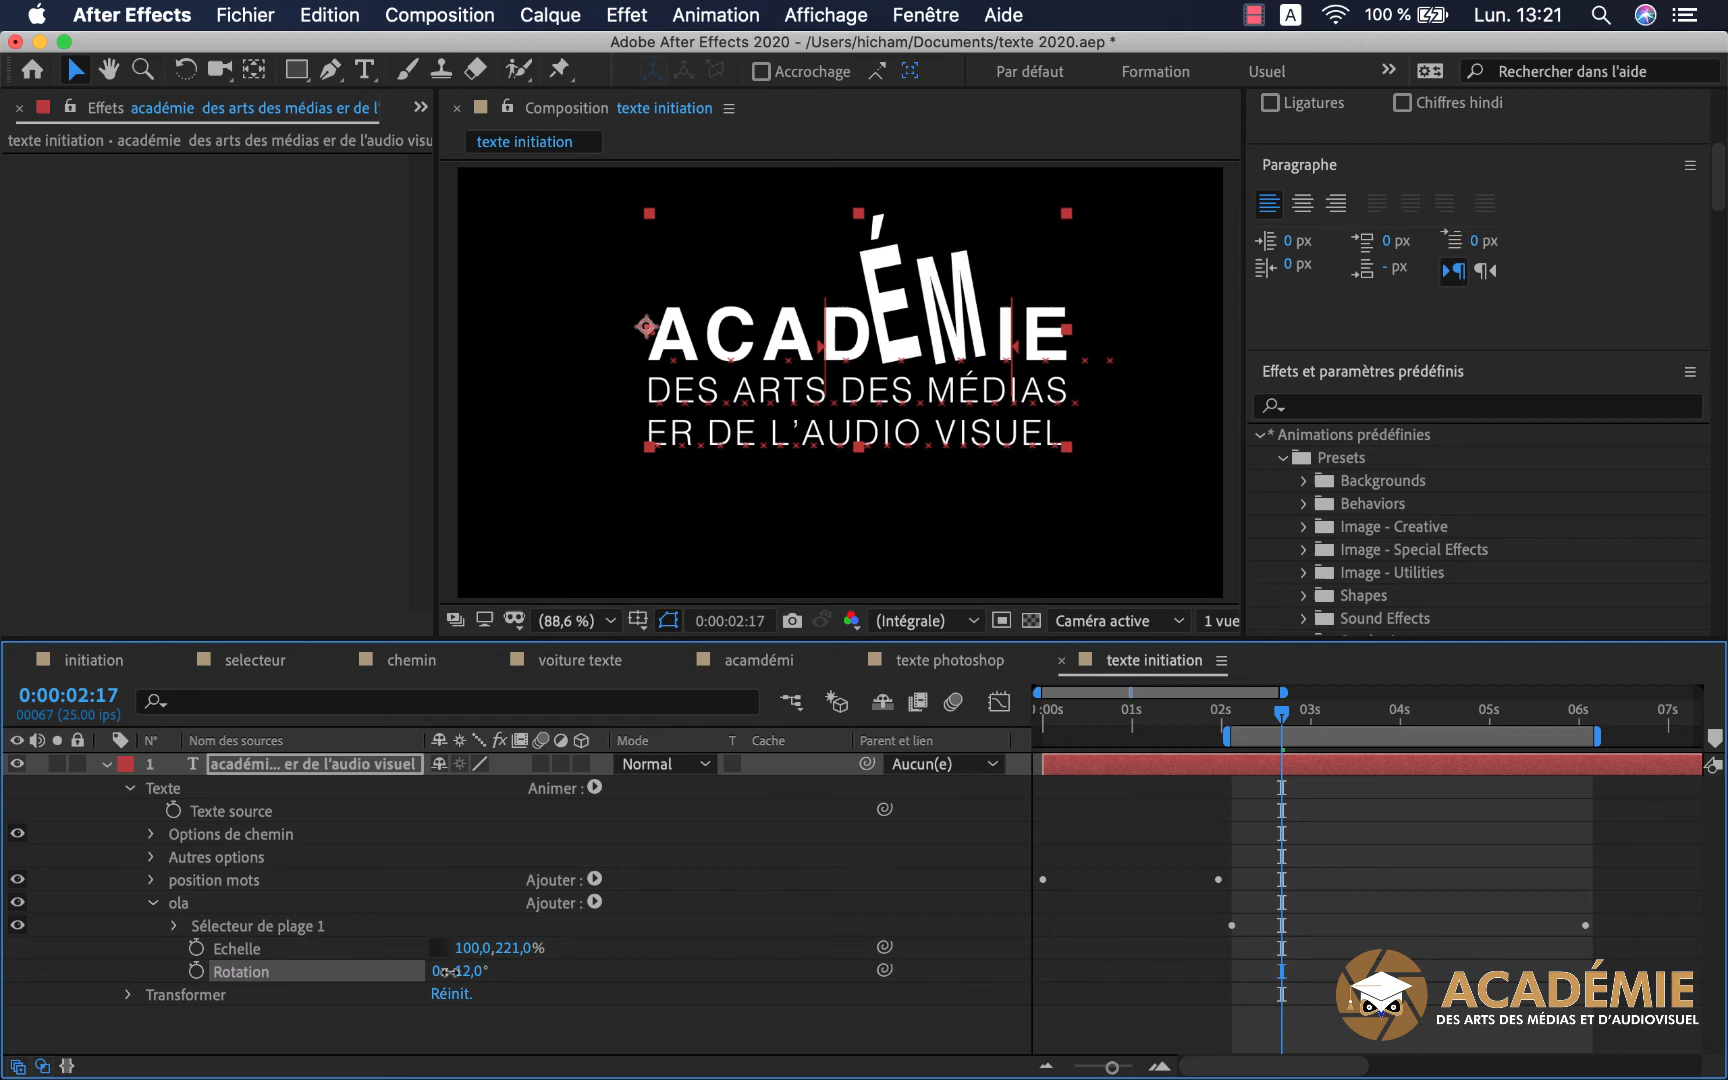 After Effects Fichier Edition Composition Calque Effet Animation Affichage Fenêtre Aide A 100 % Lun. 13:21
Adobe After Effects 2020 - /Users/hicham/Documents/texte 2020.aep *
Accrochage Par défaut Formation Usuel Rechercher dans l'aide
Effets académie des arts des médias er de l'
texte initiation • académie des arts des médias er de l'audio visu
Composition texte initiation
texte initiation
ACADÉMIE
DES ARTS DES MÉDIAS
ER DE L'AUDIO VISUEL
(88,6 %) 0:00:02:17 (Intégrale) Caméra active 1 vue
Ligatures Chiffres hindi
Paragraphe
0 px 0 px 0 px
0 px - px
Effets et paramètres prédéfinis
* Animations prédéfinies
Presets
Backgrounds
Behaviors
Image - Creative
Image - Special Effects
Image - Utilities
Shapes
Sound Effects
initiation selecteur chemin voiture texte acamdémi texte photoshop texte initiation
0:00:02:17
00067 (25.00 ips)
:00s 01s 02s 03s 04s 05s 06s 07s
N° Nom des sources fx Mode T Cache Parent et lien
1 T académi... er de l'audio visuel Normal Aucun(e)
Texte Animer :
Texte source
Options de chemin
Autres options
position mots Ajouter :
ola Ajouter :
Sélecteur de plage 1
Echelle 100,0,221,0%
Rotation 12,0°
Transformer Réinit.
ACADÉMIE
DES ARTS DES MÉDIAS ET D'AUDIOVISUEL